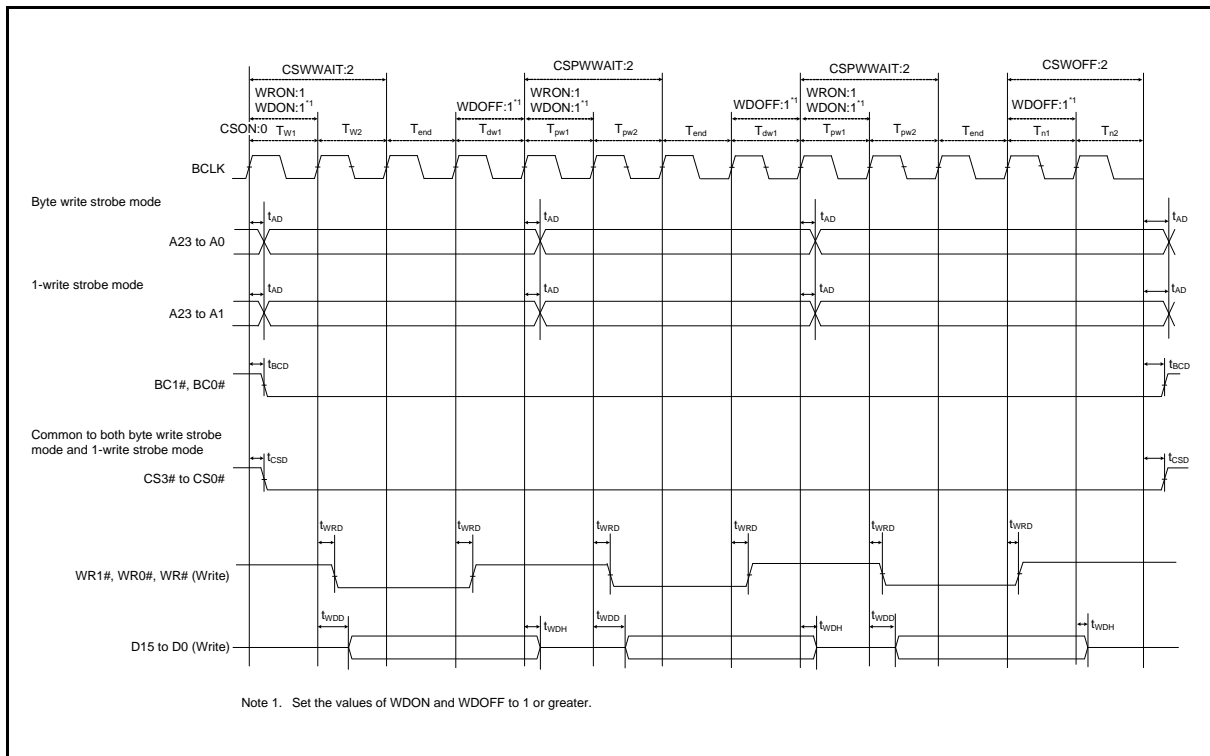 CSWWAIT:2 CSPWWAIT:2 CSPWWAIT:2 CSWOFF:2
WRON:1 WRON:1 WRON:1
WDON:1*1 WDOFF:1*1 WDON:1*1 WDOFF:1*1 WDON:1*1 WDOFF:1*1
CSON:0 TW1 TW2 Tend Tdw1 Tpw1 Tpw2 Tend Tdw1 Tpw1 Tpw2 Tend Tn1 Tn2
BCLK
Byte write strobe mode
tAD tAD tAD tAD
A23 to A0
1-write strobe mode
tAD tAD tAD tAD
A23 to A1
tBCD tBCD
BC1#, BC0#
Common to both byte write strobe
mode and 1-write strobe mode
tCSD tCSD
CS3# to CS0#
tWRD tWRD tWRD tWRD tWRD tWRD
WR1#, WR0#, WR# (Write)
tWDD tWDH tWDD tWDH tWDD tWDH
D15 to D0 (Write)
Note 1. Set the values of WDON and WDOFF to 1 or greater.